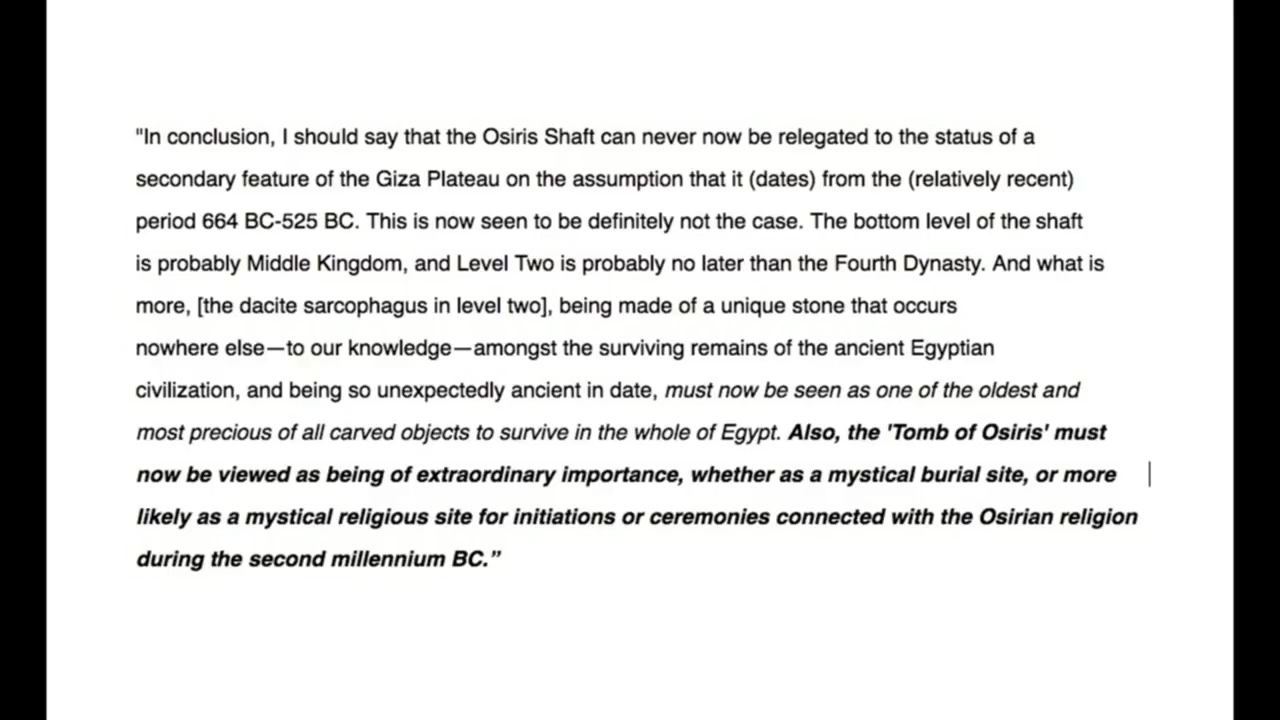 "In conclusion, I should say that the Osiris Shaft can never now be relegated to the status of a
secondary feature of the Giza Plateau on the assumption that it (dates) from the (relatively recent)
period 664 BC-525 BC. This is now seen to be definitely not the case. The bottom level of the shaft
is probably Middle Kingdom, and Level Two is probably no later than the Fourth Dynasty. And what is
more, [the dacite sarcophagus in level two], being made of a unique stone that occurs
nowhere else—to our knowledge—amongst the surviving remains of the ancient Egyptian
civilization, and being so unexpectedly ancient in date, must now be seen as one of the oldest and
most precious of all carved objects to survive in the whole of Egypt. Also, the 'Tomb of Osiris' must
now be viewed as being of extraordinary importance, whether as a mystical burial site, or more
likely as a mystical religious site for initiations or ceremonies connected with the Osirian religion
during the second millennium BC.”